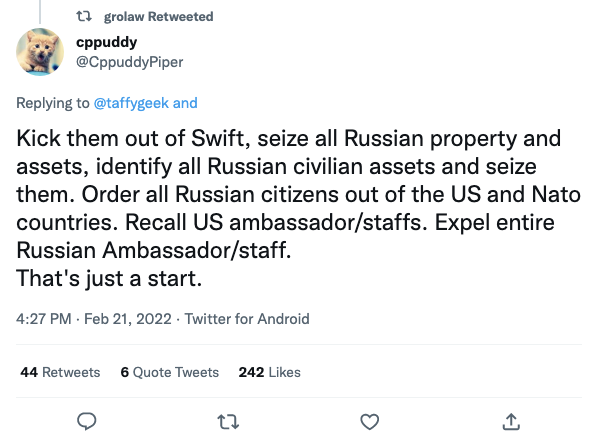 grolaw Retweeted
cppuddy
@CppuddyPiper
Replying to @taffygeek and
Kick them out of Swift, seize all Russian property and
assets, identify all Russian civilian assets and seize
them. Order all Russian citizens out of the US and Nato
countries. Recall US ambassador/staffs. Expel entire
Russian Ambassador/staff.
That's just a start.
4:27 PM · Feb 21, 2022 · Twitter for Android
44 Retweets 6 Quote Tweets 242 Likes